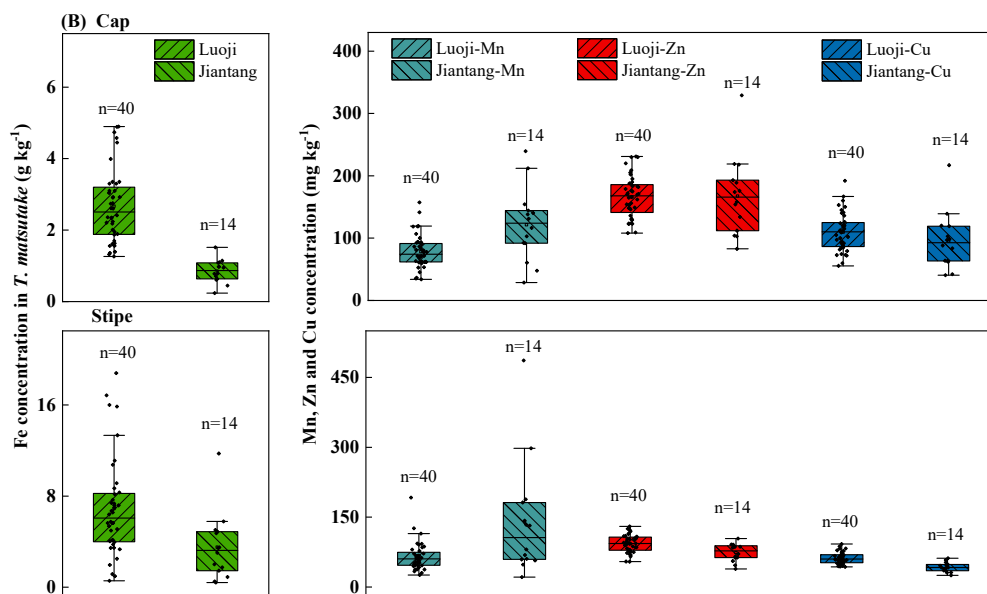 (B) Cap
Fe concentration in T. matsutake (g kg-1)
6
4
2
0
Luoji
Jiantang
n=40
n=14
Mn, Zn and Cu concentration (mg kg-1)
400
300
200
100
0
Luoji-Mn
Jiantang-Mn
Luoji-Zn
Jiantang-Zn
Luoji-Cu
Jiantang-Cu
n=40
n=14
n=40
n=14
n=40
n=14
Stipe
16
8
0
n=40
n=14
450
300
150
0
n=40
n=14
n=40
n=14
n=40
n=14